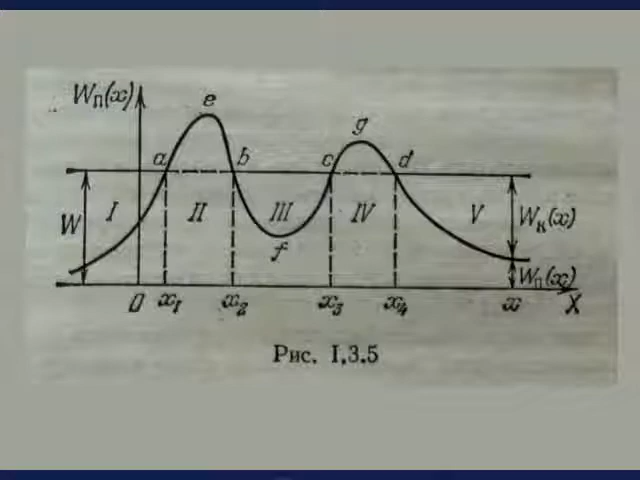 Wп(x)
e
g
a
b
c
d
W
I
II
III
IV
V
Wк(x)
f
Wп(x)
0
x₁
x₂
x₃
x₄
x
X
Рис. I.3.5